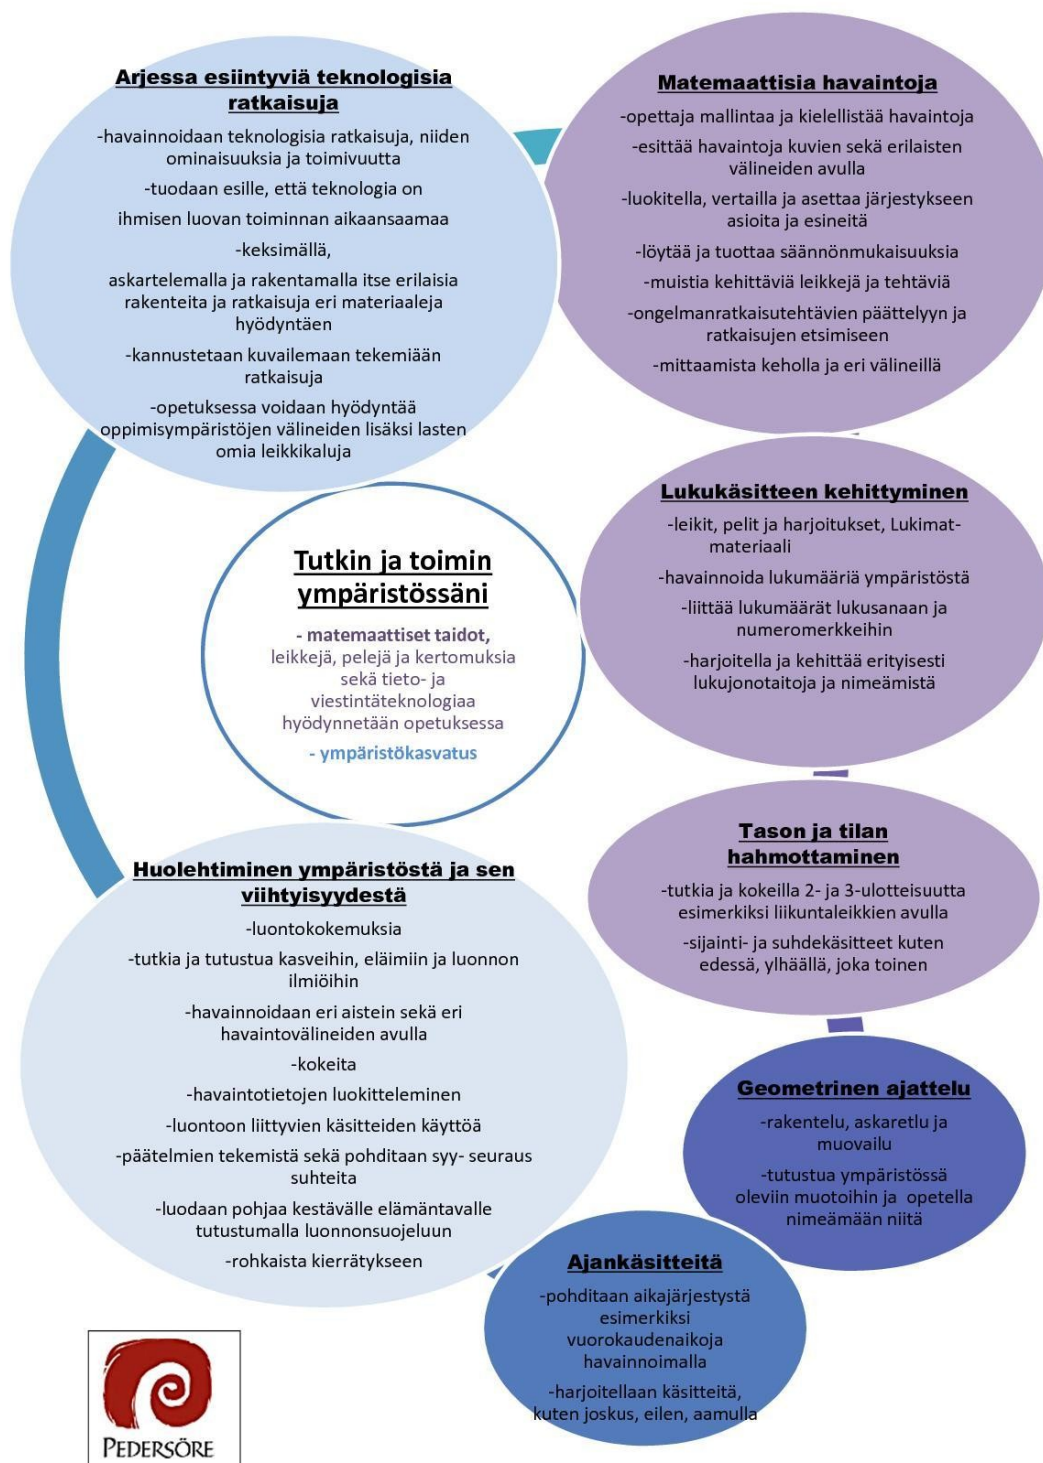 Arjessa esiintyviä teknologisia
ratkaisuja
-havainnoidaan teknologisia ratkaisuja, niiden
ominaisuuksia ja toimivuutta
-tuodaan esille, että teknologia on
ihmisen luovan toiminnan aikaansaamaa
-keksimällä,
askartelemalla ja rakentamalla itse erilaisia
rakenteita ja ratkaisuja eri materiaaleja
hyödyntäen
-kannustetaan kuvailemaan tekemiään
ratkaisuja
-opetuksessa voidaan hyödyntää
oppimisympäristöjen välineiden lisäksi lasten
omia leikkikaluja
Matemaattisia havaintoja
-opettaja mallintaa ja kielellistää havaintoja
-esittää havaintoja kuvien sekä erilaisten
välineiden avulla
-luokitella, vertailla ja asettaa järjestykseen
asioita ja esineitä
-löytää ja tuottaa säännönmukaisuuksia
-muistia kehittäviä leikkejä ja tehtäviä
-ongelmanratkaisutehtävien päättelyyn ja
ratkaisujen etsimiseen
-mittaamista keholla ja eri välineillä
Lukukäsitteen kehittyminen
-leikit, pelit ja harjoitukset, Lukimat-
materiaali
-havainnoida lukumääriä ympäristöstä
-liittää lukumäärät lukusanaan ja
numeromerkkeihin
-harjoitella ja kehittää erityisesti
lukujonotaitoja ja nimeämistä
Tutkin ja toimin
ympäristössäni
- matemaattiset taidot,
leikkejä, pelejä ja kertomuksia
sekä tieto- ja
viestintäteknologiaa
hyödynnetään opetuksessa
- ympäristökasvatus
Tason ja tilan
hahmottaminen
-tutkia ja kokeilla 2- ja 3-ulotteisuutta
esimerkiksi liikuntaleikkien avulla
-sijainti- ja suhdekäsitteet kuten
edessä, ylhäällä, joka toinen
Huolehtiminen ympäristöstä ja sen
viihtyisyydestä
-luontokokemuksia
-tutkia ja tutustua kasveihin, eläimiin ja luonnon
ilmiöihin
-havainnoidaan eri aistein sekä eri
havaintovälineiden avulla
-kokeita
-havaintotietojen luokitteleminen
-luontoon liittyvien käsitteiden käyttöä
-päätelmien tekemistä sekä pohditaan syy- seuraus
suhteita
-luodaan pohjaa kestävälle elämäntavalle
tutustumalla luonnonsuojeluun
-rohkaista kierrätykseen
Geometrinen ajattelu
-rakentelu, askaretlu ja
muovailu
-tutustua ympäristössä
oleviin muotoihin ja  opetella
nimeämään niitä
Ajankäsitteitä
-pohditaan aikajärjestystä
esimerkiksi
vuorokaudenaikoja
havainnoimalla
-harjoitellaan käsitteitä,
kuten joskus, eilen, aamulla
PEDERSÖRE